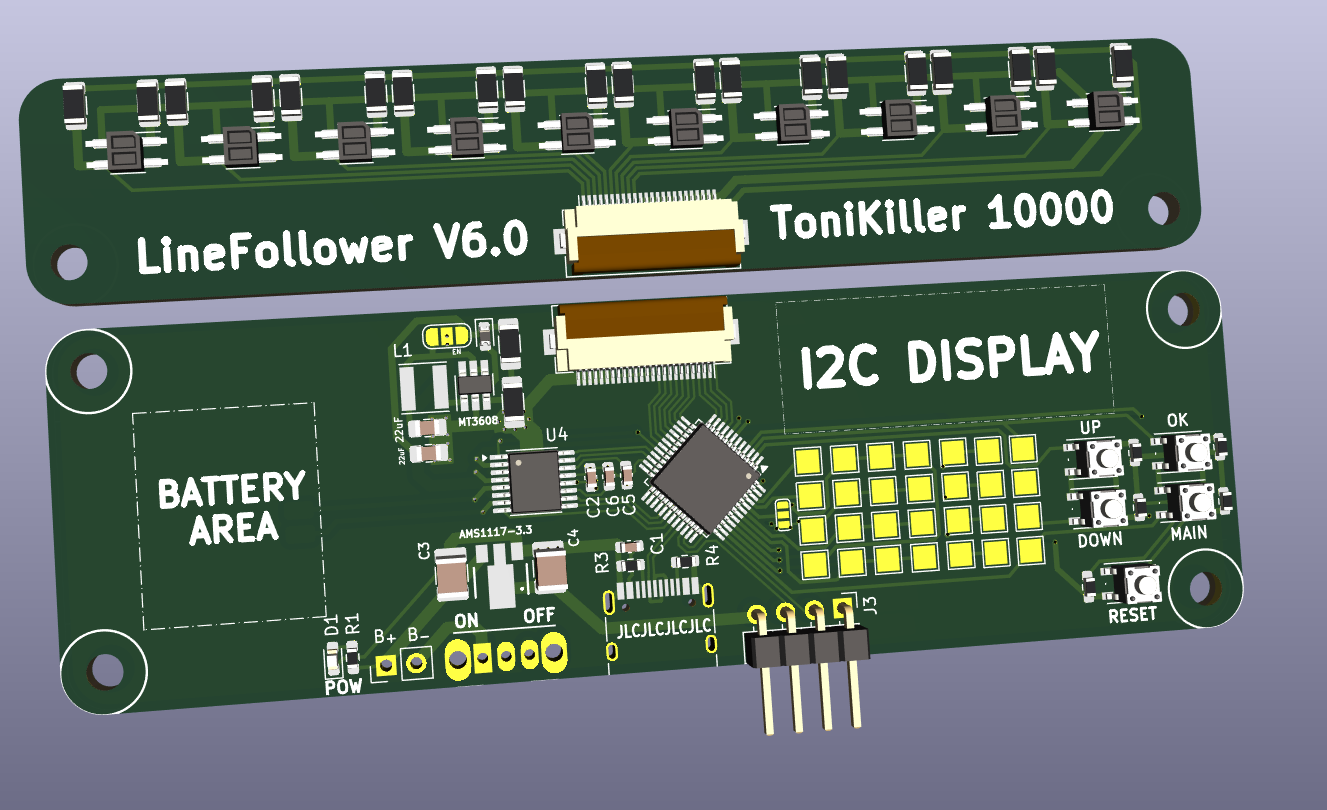 LineFollower V6.0
ToniKiller 10000
I2C DISPLAY
EN
L1
MT3608
22uF
22uF
U4
UP
OK
BATTERY
AREA
C2
C6
C5
DOWN
MAIN
AMS1117-3.3
C3
C4
R3
C1
R4
RESET
ON
OFF
JLCJLCJLCJLC
J3
D1
R1
B+
B-
POW